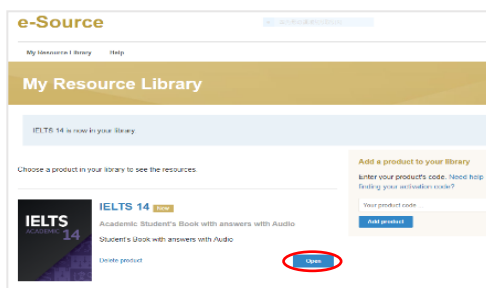 e-Source
My Resource Library Help
My Resource Library
IELTS 14 is now in your library.
Choose a product in your library to see the resources.
Add a product to your library
Enter your product's code. Need help
finding your activation code?
Your product code
Add product
IELTS
ACADEMIC 14
IELTS 14 New
Academic Student's Book with answers with Audio
Student's Book with answers with Audio
Delete product
Open